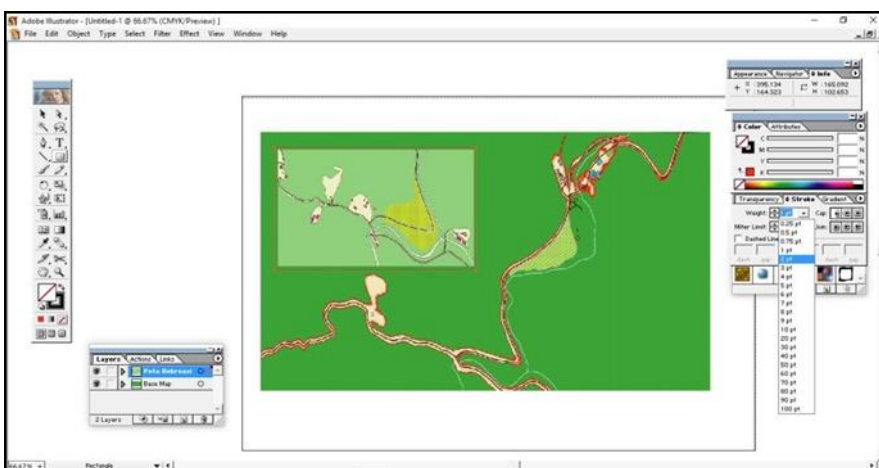 Adobe Illustrator - [Untitled-1 @ 66.67% (CMYK/Preview) ]
File Edit Object Type Select Filter Effect View Window Help
Appearance Navigator Info
X : 395.134 W : 165.092
Y : 164.323 H : 102.653
Color Attributes
C %
M %
Y %
K %
Transparency Stroke Gradient
Weight: Cap:
Miter Limit: Join:
Dashed Line
dash gap dash gap
0.25 pt
0.5 pt
0.75 pt
1 pt
2 pt
3 pt
4 pt
5 pt
6 pt
7 pt
8 pt
9 pt
10 pt
20 pt
30 pt
40 pt
50 pt
60 pt
70 pt
80 pt
90 pt
100 pt
Layers Actions Links
Peta Rekreasi
Base Map
2 Layers
66.67% Rectangle